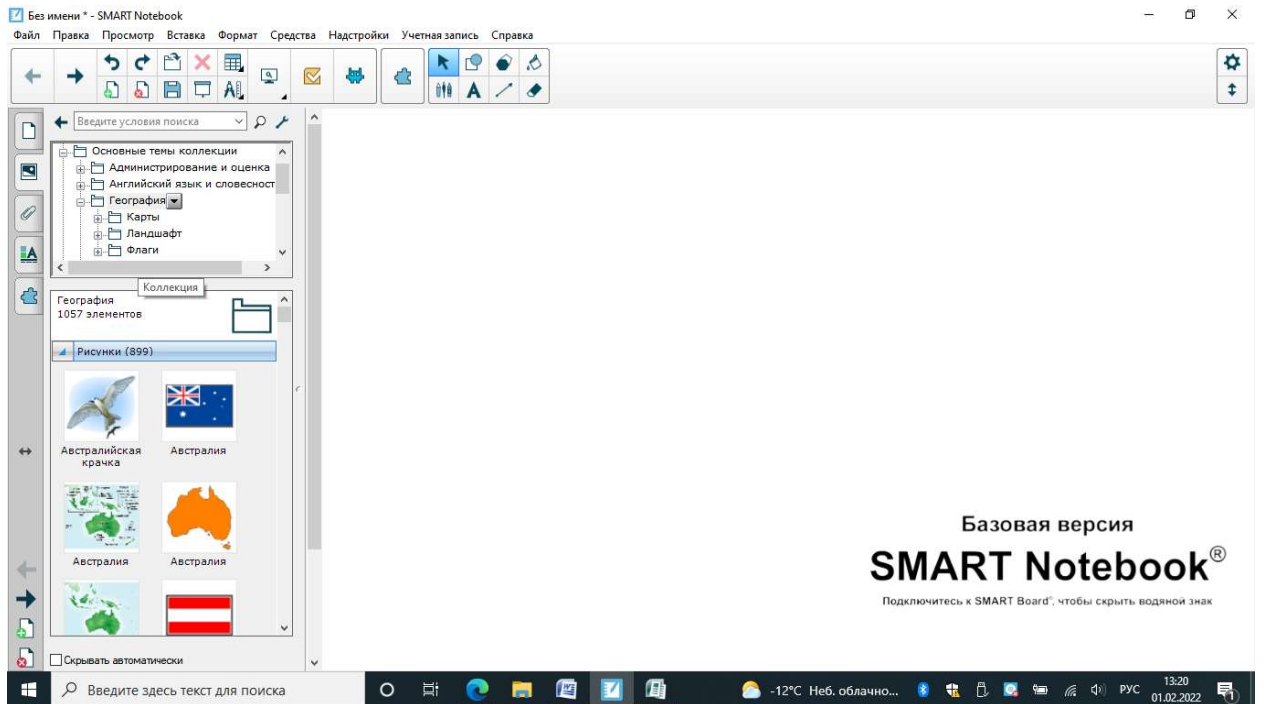 Без имени * - SMART Notebook
Файл Правка Просмотр Вставка Формат Средства Надстройки Учетная запись Справка
Введите условия поиска
Основные темы коллекции
Администрирование и оценка
Английский язык и словесност
География
Карты
Ландшафт
Флаги
Коллекция
География
1057 элементов
Рисунки (899)
Австралийская
крачка
Австралия
Австралия
Австралия
Скрывать автоматически
Базовая версия
SMART Notebook®
Подключитесь к SMART Board®, чтобы скрыть водяной знак
Введите здесь текст для поиска
-12°C Неб. облачно...
РУС
13:20
01.02.2022
1